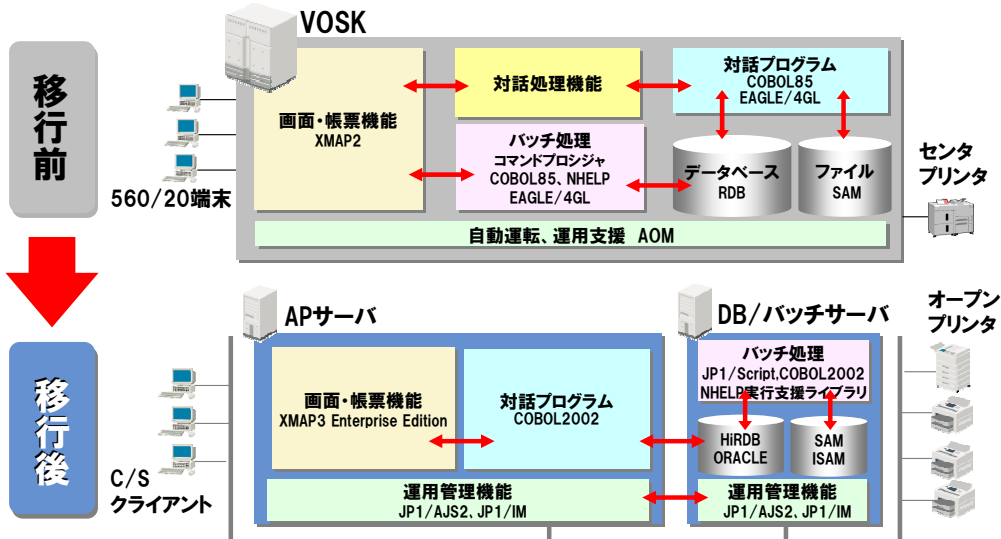 移行前
VOSK
560/20端末
画面・帳票機能
XMAP2
対話処理機能
対話プログラム
COBOL85
EAGLE/4GL
バッチ処理
コマンドプロシジャ
COBOL85、NHELP
EAGLE/4GL
データベース
RDB
ファイル
SAM
自動運転、運用支援 AOM
センタ
プリンタ
移行後
APサーバ
DB/バッチサーバ
オープン
プリンタ
C/S
クライアント
画面・帳票機能
XMAP3 Enterprise Edition
対話プログラム
COBOL2002
バッチ処理
JP1/Script,COBOL2002
NHELP実行支援ライブラリ
HiRDB
ORACLE
SAM
ISAM
運用管理機能
JP1/AJS2、JP1/IM
運用管理機能
JP1/AJS2、JP1/IM